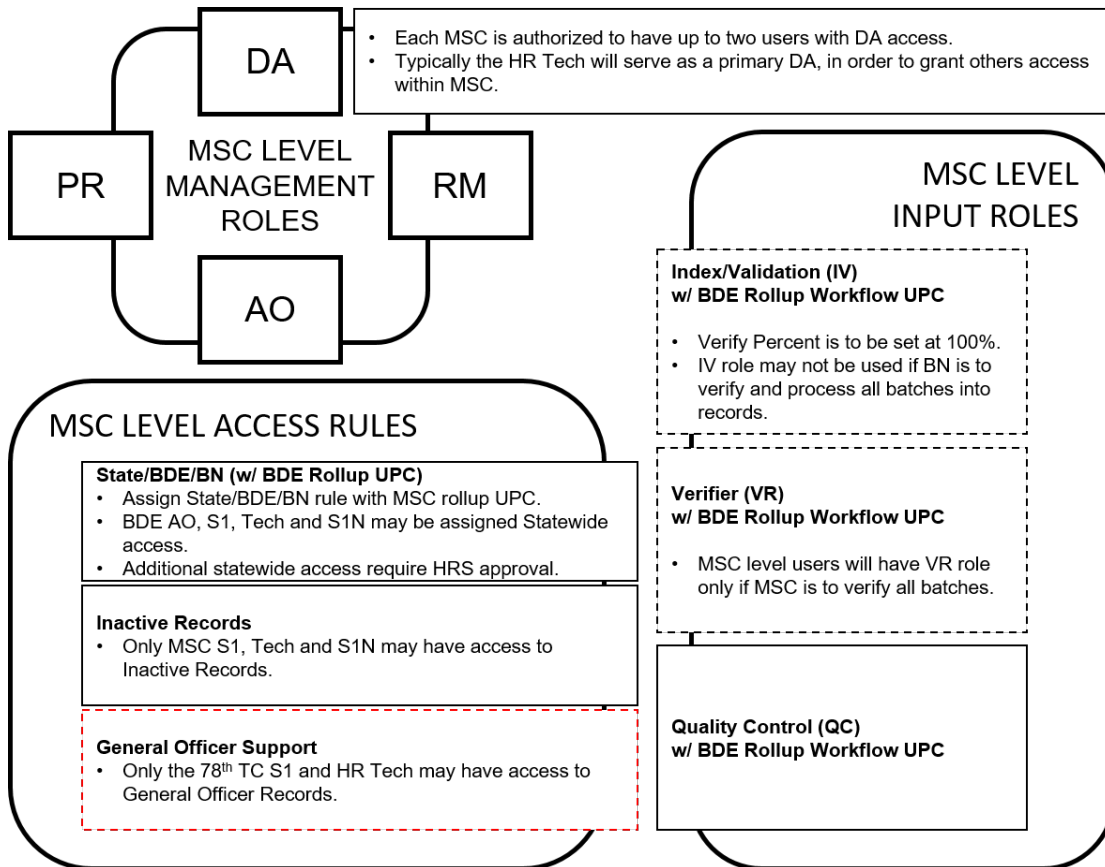 DA
• Each MSC is authorized to have up to two users with DA access.
• Typically the HR Tech will serve as a primary DA, in order to grant others access
within MSC.
PR
MSC LEVEL
MANAGEMENT
ROLES
RM
AO
MSC LEVEL
INPUT ROLES
Index/Validation (IV)
w/ BDE Rollup Workflow UPC
• Verify Percent is to be set at 100%.
• IV role may not be used if BN is to
verify and process all batches into
records.
Verifier (VR)
w/ BDE Rollup Workflow UPC
• MSC level users will have VR role
only if MSC is to verify all batches.
Quality Control (QC)
w/ BDE Rollup Workflow UPC
MSC LEVEL ACCESS RULES
State/BDE/BN (w/ BDE Rollup UPC)
• Assign State/BDE/BN rule with MSC rollup UPC.
• BDE AO, S1, Tech and S1N may be assigned Statewide
access.
• Additional statewide access require HRS approval.
Inactive Records
• Only MSC S1, Tech and S1N may have access to
Inactive Records.
General Officer Support
• Only the 78th TC S1 and HR Tech may have access to
General Officer Records.